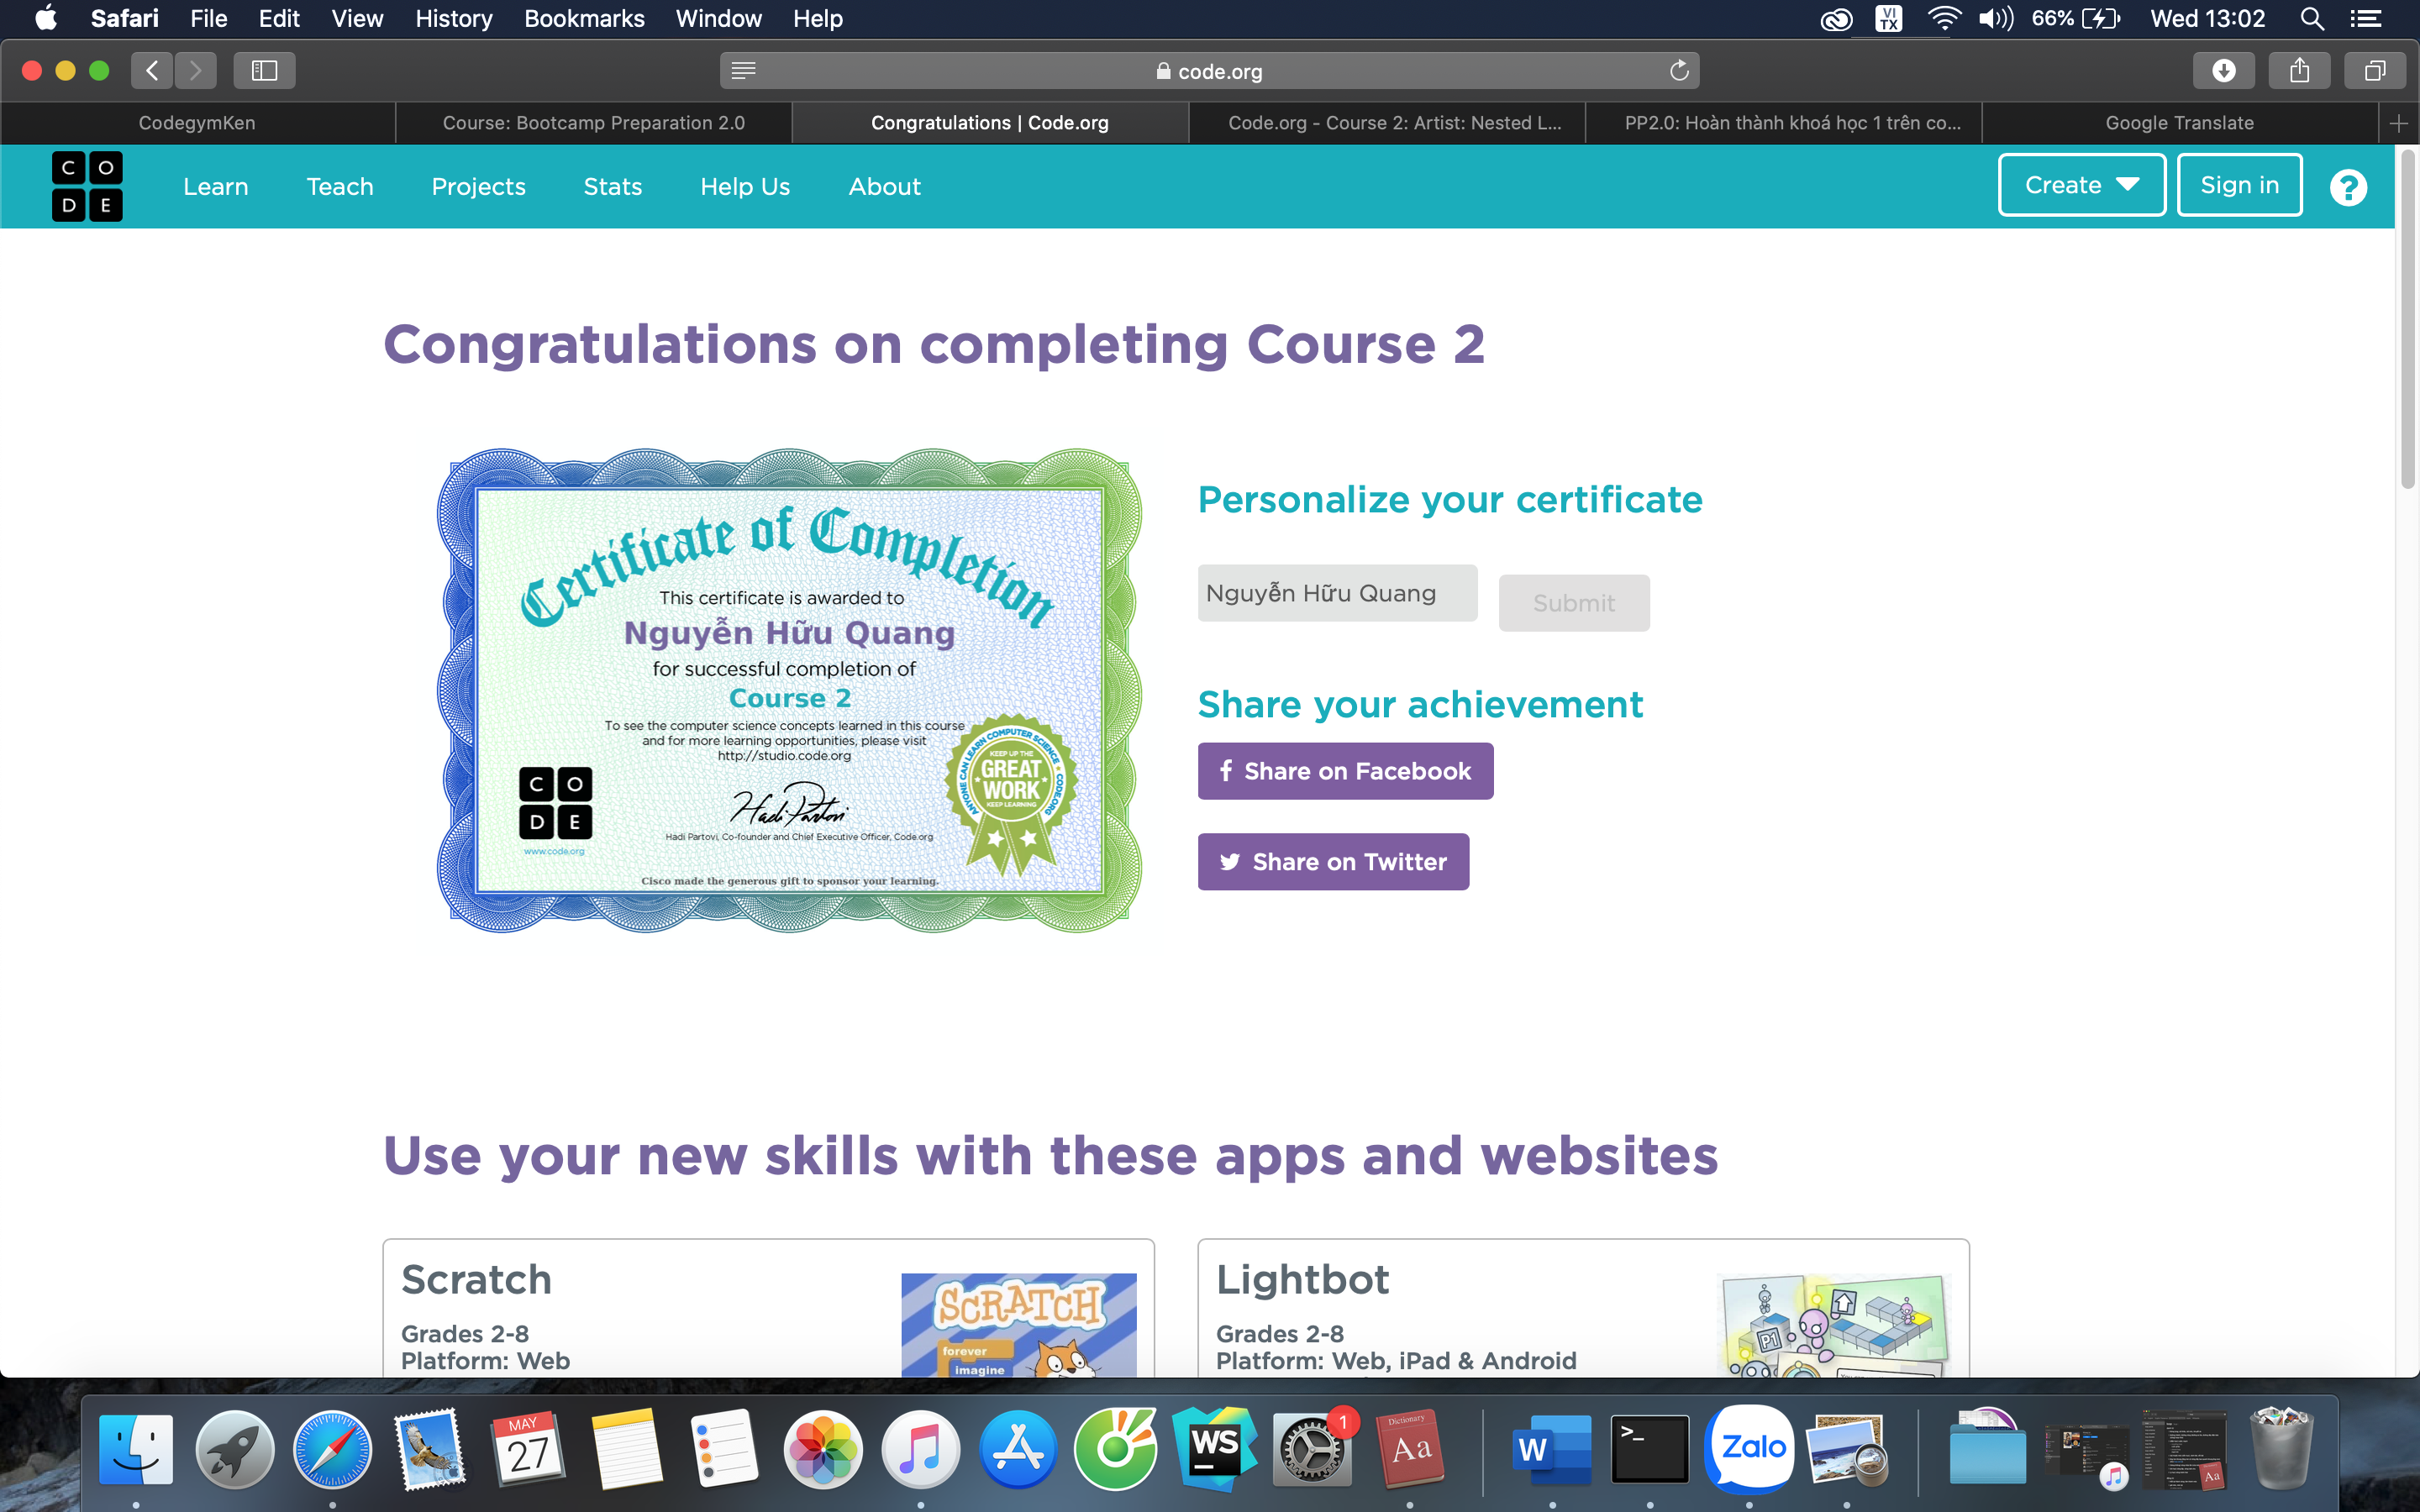 Safari File Edit View History Bookmarks Window Help
VI TX 66% Wed 13:02
code.org
CodegymKen
Course: Bootcamp Preparation 2.0
Congratulations | Code.org
Code.org - Course 2: Artist: Nested L...
PP2.0: Hoàn thành khoá học 1 trên co...
Google Translate
C O D E
Learn Teach Projects Stats Help Us About
Create
Sign in
?
Congratulations on completing Course 2
Certificate of Completion
This certificate is awarded to
Nguyễn Hữu Quang
for successful completion of
Course 2
To see the computer science concepts learned in this course
and for more learning opportunities, please visit
http://studio.code.org
C O
D E
www.code.org
Hadi Partovi, Co-founder and Chief Executive Officer, Code.org
ANYONE CAN LEARN COMPUTER SCIENCE • CODE.ORG
KEEP UP THE
GREAT
WORK
KEEP LEARNING
Cisco made the generous gift to sponsor your learning.
Personalize your certificate
Nguyễn Hữu Quang
Submit
Share your achievement
Share on Facebook
Share on Twitter
Use your new skills with these apps and websites
Scratch
Grades 2-8
Platform: Web
SCRATCH
forever
imagine
Lightbot
Grades 2-8
Platform: Web, iPad & Android
P1
MAY
27
WS
1
Dictionary
Aa
W
>_
Zalo
Aa